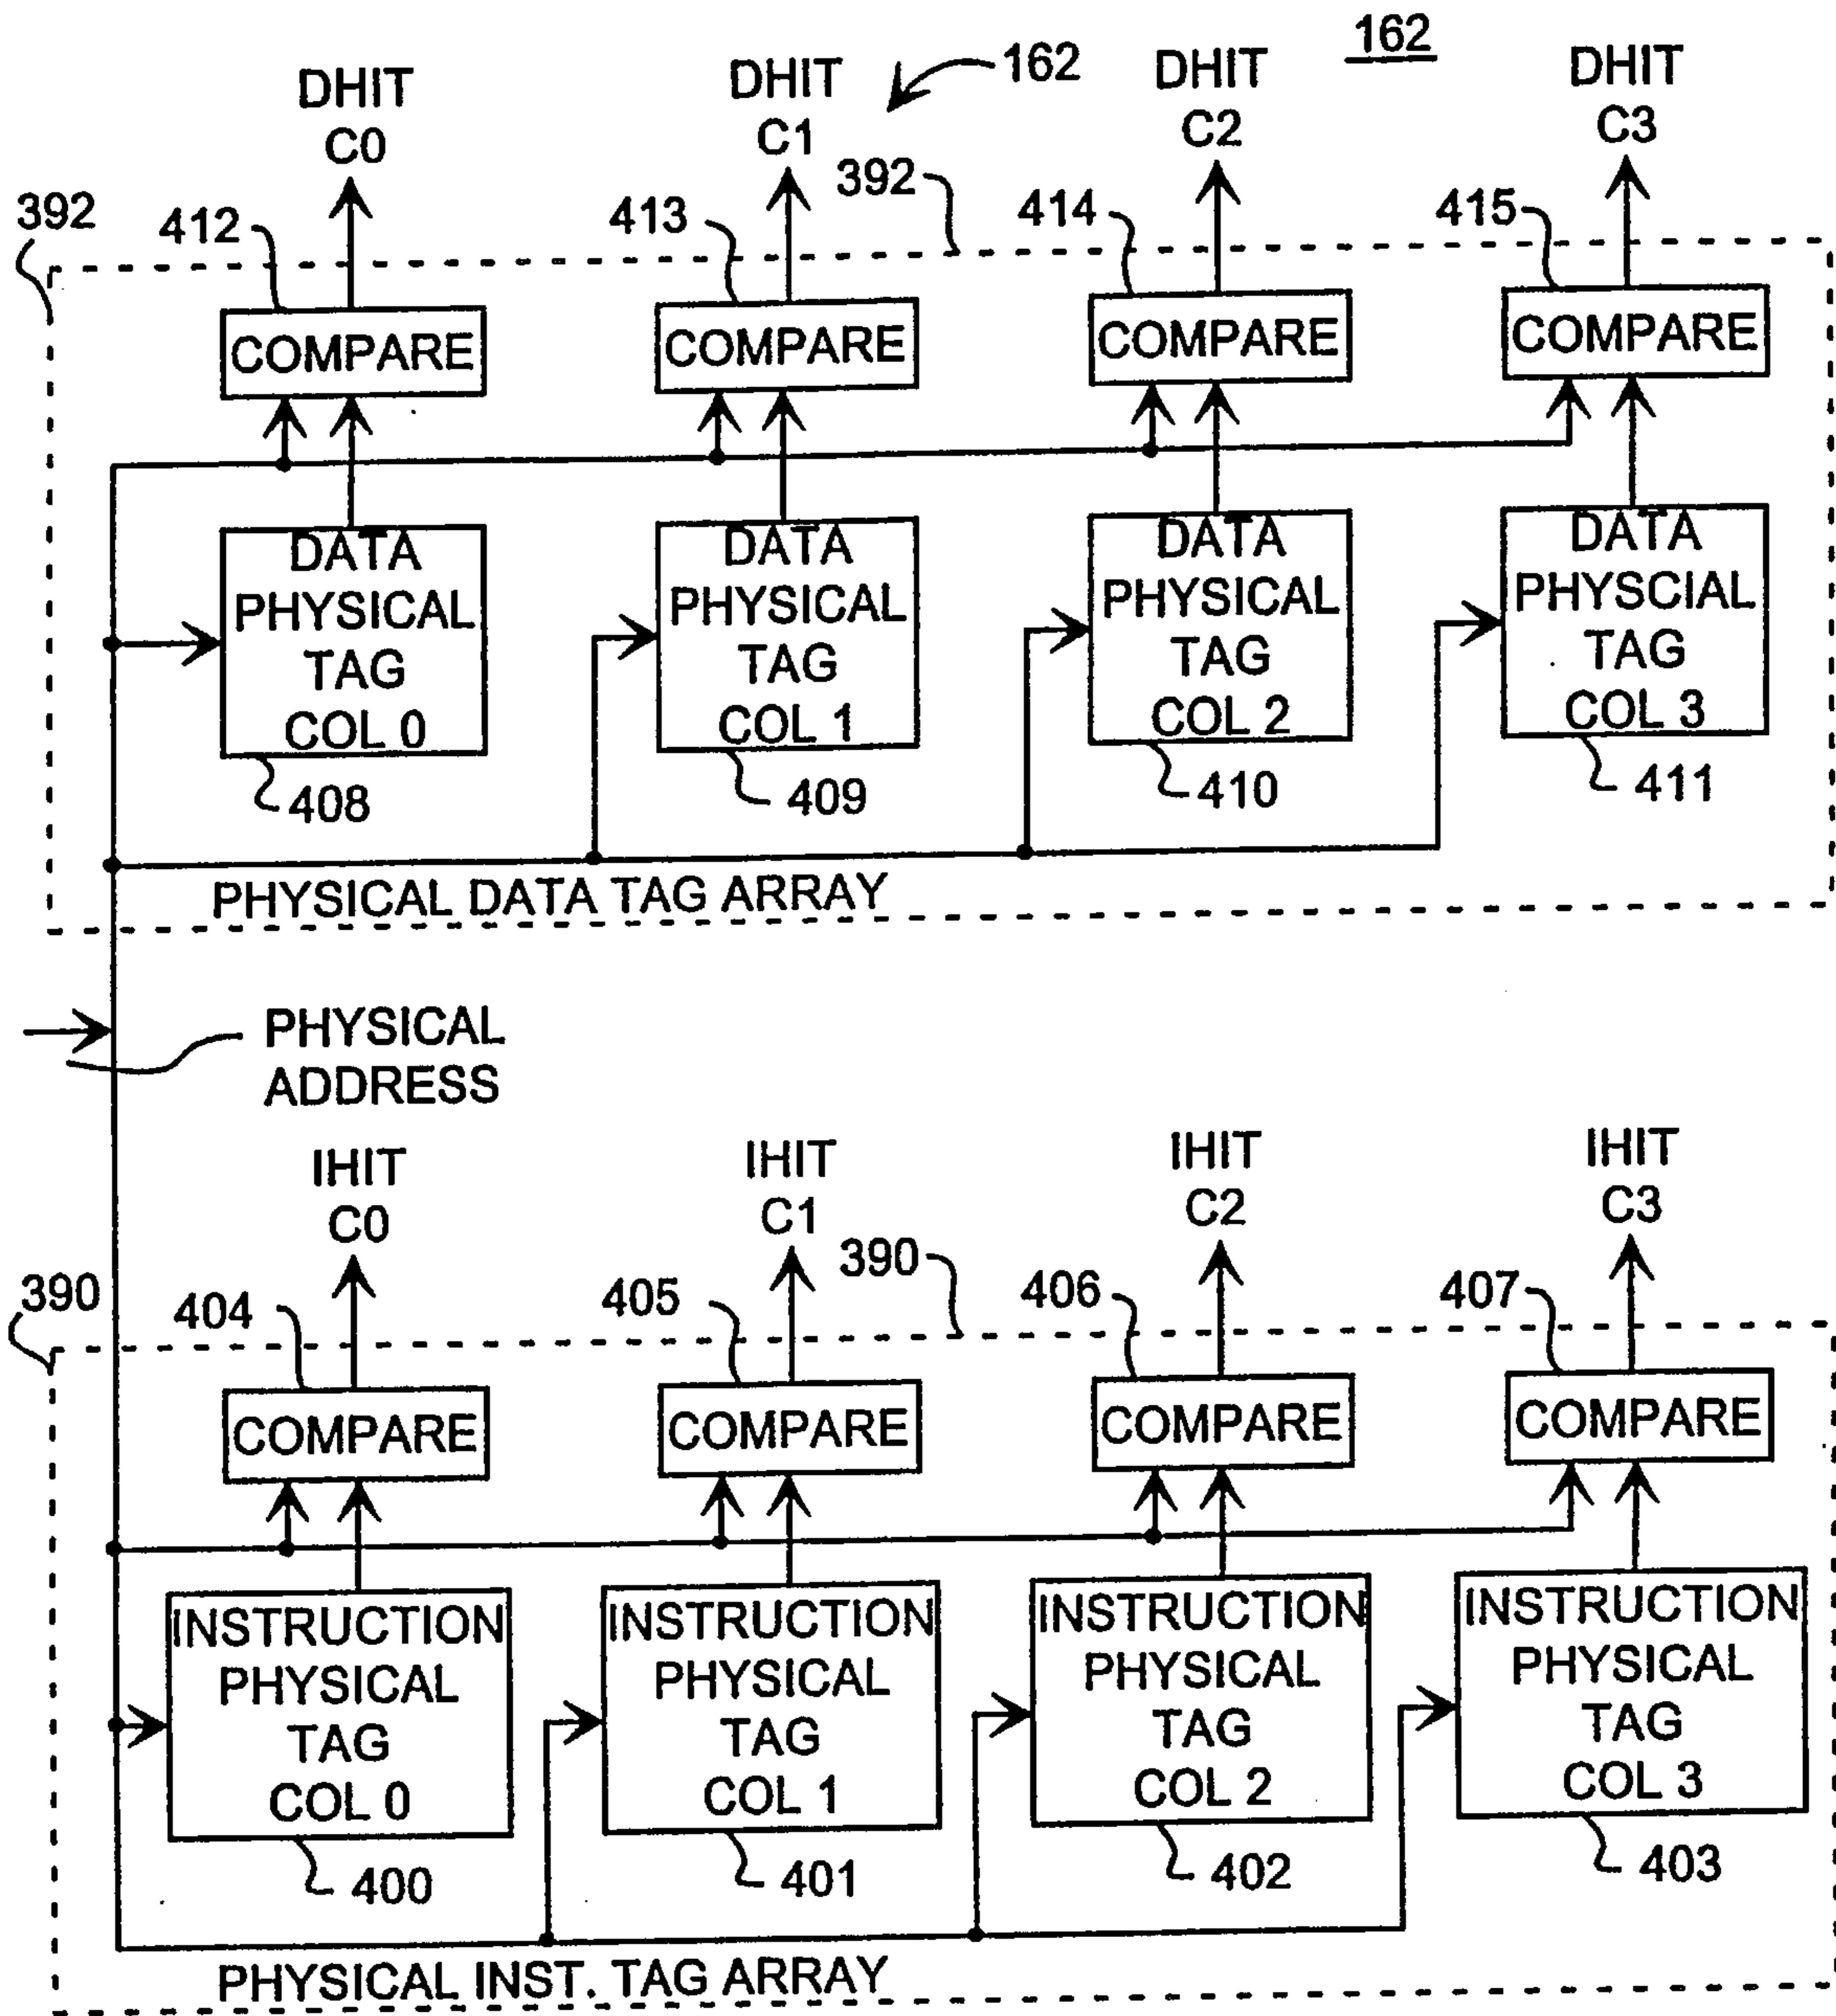 162
DHIT
C0
DHIT
C1
162
DHIT
C2
DHIT
C3
392
392
412
413
414
415
COMPARE
COMPARE
COMPARE
COMPARE
DATA
PHYSICAL
TAG
COL 0
DATA
PHYSICAL
TAG
COL 1
DATA
PHYSICAL
TAG
COL 2
DATA
PHYSCIAL
TAG
COL 3
408
409
410
411
PHYSICAL DATA TAG ARRAY
PHYSICAL
ADDRESS
IHIT
C0
IHIT
C1
IHIT
C2
IHIT
C3
390
390
404
405
406
407
COMPARE
COMPARE
COMPARE
COMPARE
INSTRUCTION
PHYSICAL
TAG
COL 0
INSTRUCTION
PHYSICAL
TAG
COL 1
INSTRUCTION
PHYSICAL
TAG
COL 2
INSTRUCTION
PHYSICAL
TAG
COL 3
400
401
402
403
PHYSICAL INST. TAG ARRAY